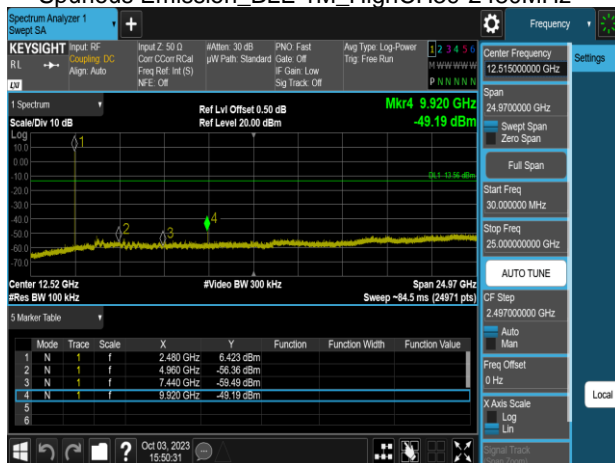 Spurious Emission_BLE-1M_HighCH39-2480MHz
Spectrum Analyzer 1
Swept SA
Frequency
KEYSIGHT
RL
Input: RF
Coupling: DC
Align: Auto
Input Z: 50 Ω
Corr CCorr RCal
Freq Ref: Int (S)
NFE: Off
#Atten: 30 dB
µW Path: Standard
PNO: Fast
Gate: Off
IF Gain: Low
Sig Track: Off
Avg Type: Log-Power
Trig: Free Run
1 2 3 4 5 6
M W W W W W
P N N N N N
1 Spectrum
Scale/Div 10 dB
Log
Ref Lvl Offset 0.50 dB
Ref Level 20.00 dBm
Mkr4 9.920 GHz
-49.19 dBm
10.0
0.00
-10.0
-20.0
-30.0
-40.0
-50.0
-60.0
-70.0
1
2
3
4
DL1 -13.56 dBm
Center 12.52 GHz
#Res BW 100 kHz
#Video BW 300 kHz
Span 24.97 GHz
Sweep ~84.5 ms (24971 pts)
5 Marker Table
Mode Trace Scale X Y Function Function Width Function Value
1 N 1 f 2.480 GHz 6.423 dBm
2 N 1 f 4.960 GHz -56.36 dBm
3 N 1 f 7.440 GHz -59.49 dBm
4 N 1 f 9.920 GHz -49.19 dBm
5
6
Oct 03, 2023
15:50:31
Center Frequency
12.515000000 GHz
Span
24.9700000 GHz
Swept Span
Zero Span
Full Span
Start Freq
30.000000 MHz
Stop Freq
25.000000000 GHz
AUTO TUNE
CF Step
2.497000000 GHz
Auto
Man
Freq Offset
0 Hz
X Axis Scale
Log
Lin
Signal Track
(Span Zoom)
Settings
Local